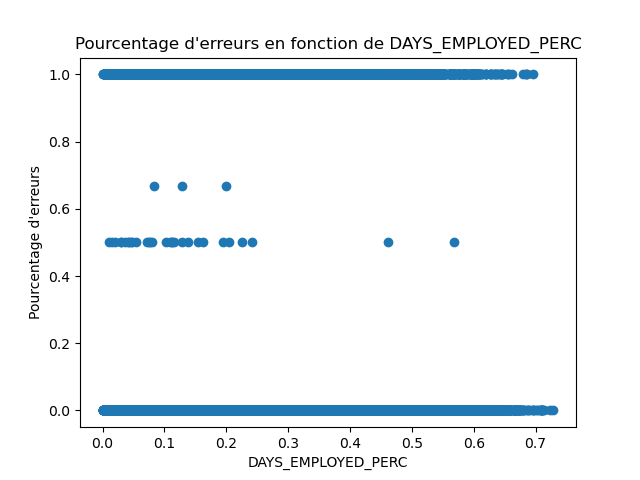 Pourcentage d'erreurs en fonction de DAYS_EMPLOYED_PERC
1.0
0.8
0.6
0.4
0.2
0.0
Pourcentage d'erreurs
0.0 0.1 0.2 0.3 0.4 0.5 0.6 0.7
DAYS_EMPLOYED_PERC